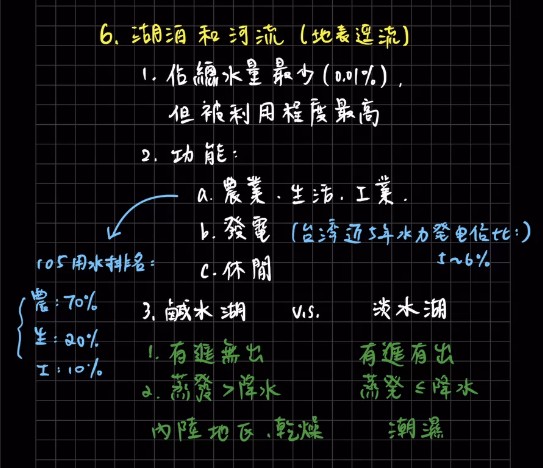 6. 湖泊和河流 (地表逕流)
1. 佔總水量最少 (0.01%),
但被利用程度最高
2. 功能:
a. 農業、生活、工業.
b. 發電 (台灣近5年水力發電佔比:)
5~6%
c. 休閒
105用水排名:
農: 70%
生: 20%
工: 10%
3. 鹹水湖 v.s. 淡水湖
1. 有進無出 有進有出
2. 蒸發 > 降水 蒸発 ≤ 降水
內陸地區、乾燥 潮濕